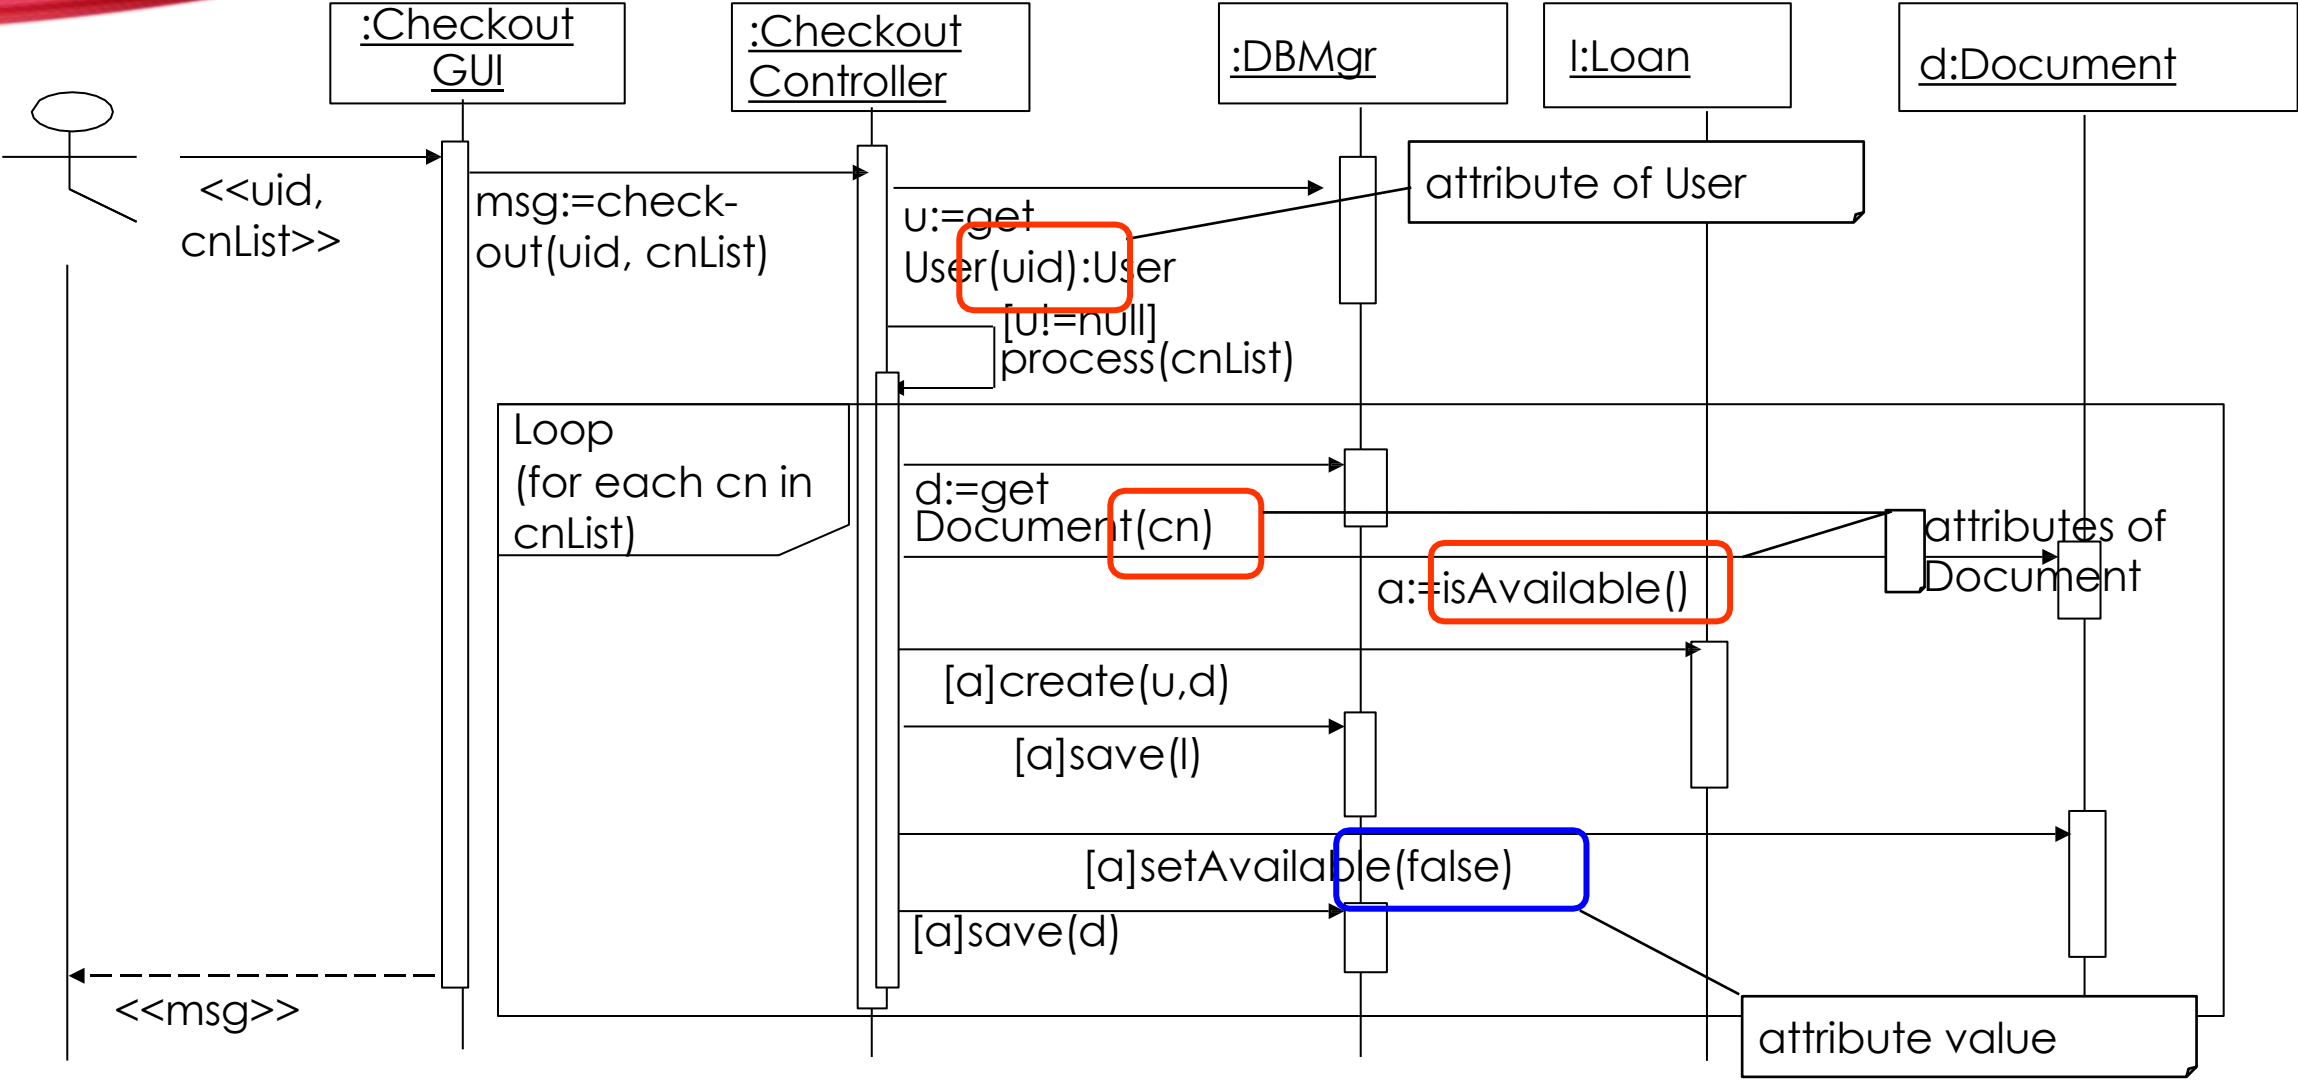 :Checkout
GUI
:Checkout
Controller
:DBMgr
l:Loan
d:Document
<<uid,
cnList>>
msg:=check-
out(uid, cnList)
u:=get
User(uid):User
attribute of User
[u!=null]
process(cnList)
Loop
(for each cn in
cnList)
d:=get
Document(cn)
attributes of
Document
a:=isAvailable()
[a]create(u,d)
[a]save(l)
[a]setAvailable(false)
[a]save(d)
<<msg>>
attribute value